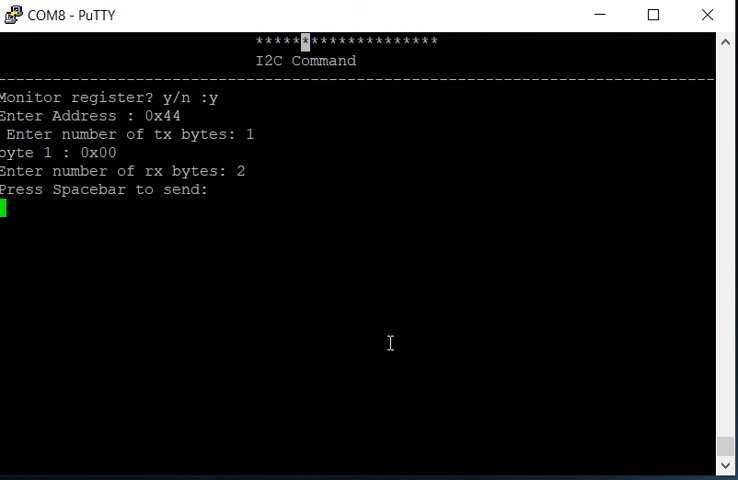 COM8 - PuTTY
********************
I2C Command
--------------------------------------------------------------------------------
Monitor register? y/n :y
Enter Address : 0x44
Enter number of tx bytes: 1
byte 1 : 0x00
Enter number of rx bytes: 2
Press Spacebar to send: